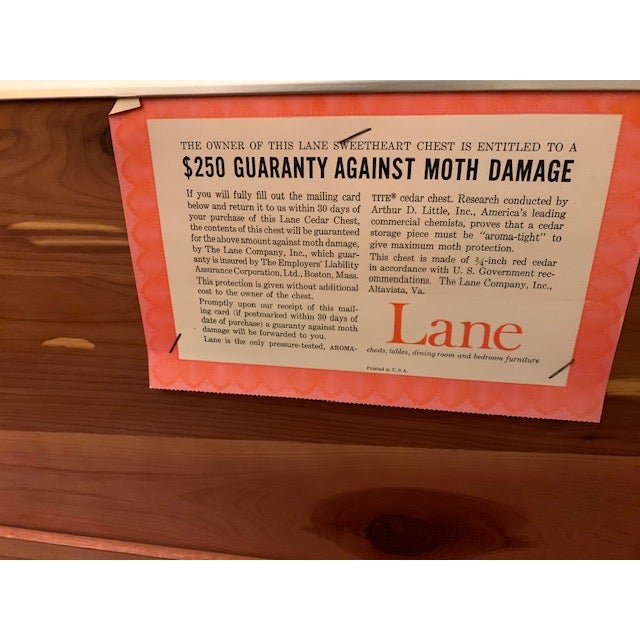 THE OWNER OF THIS LANE SWEETHEART CHEST IS ENTITLED TO A
$250 GUARANTY AGAINST MOTH DAMAGE
If you will fully fill out the mailing card
below and return it to us within 30 days of
your purchase of this Lane Cedar Chest,
the contents of this chest will be guaranteed
for the above amount against moth damage,
by The Lane Company, Inc., which guar-
anty is insured by The Employers' Liability
Assurance Corporation, Ltd., Boston, Mass.
This protection is given without additional
cost to the owner of the chest.
Promptly upon our receipt of this mail-
ing card (if postmarked within 30 days of
date of purchase) a guaranty against moth
damage will be forwarded to you.
Lane is the only pressure-tested, AROMA-
TITE® cedar chest. Research conducted by
Arthur D. Little, Inc., America's leading
commercial chemists, proves that a cedar
storage piece must be "aroma-tight" to
give maximum moth protection.
This chest is made of ¾-inch red cedar
in accordance with U. S. Government rec-
ommendations. The Lane Company, Inc.,
Altavista, Va.
Lane
chests, tables, dining room and bedroom furniture
Printed in U.S.A.